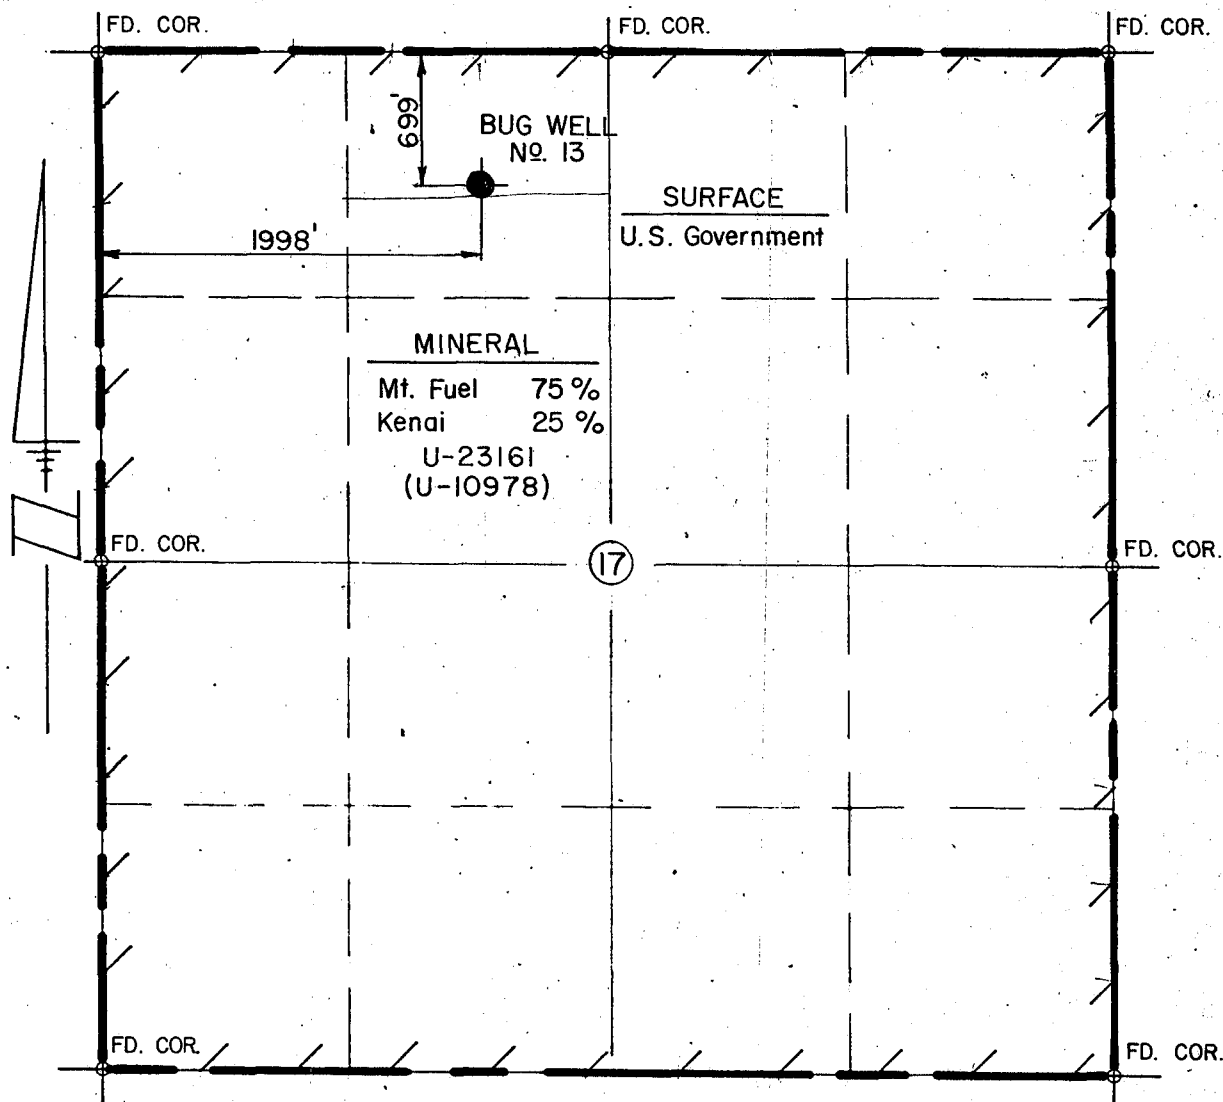 FD. COR.
FD. COR.
FD. COR.
699'
BUG WELL
Nº. 13
SURFACE
U.S. Government
1998'
MINERAL
Mt. Fuel 75 %
Kenai 25 %
U-23161
(U-10978)
N
FD. COR.
17
FD. COR.
FD. COR.
FD. COR.